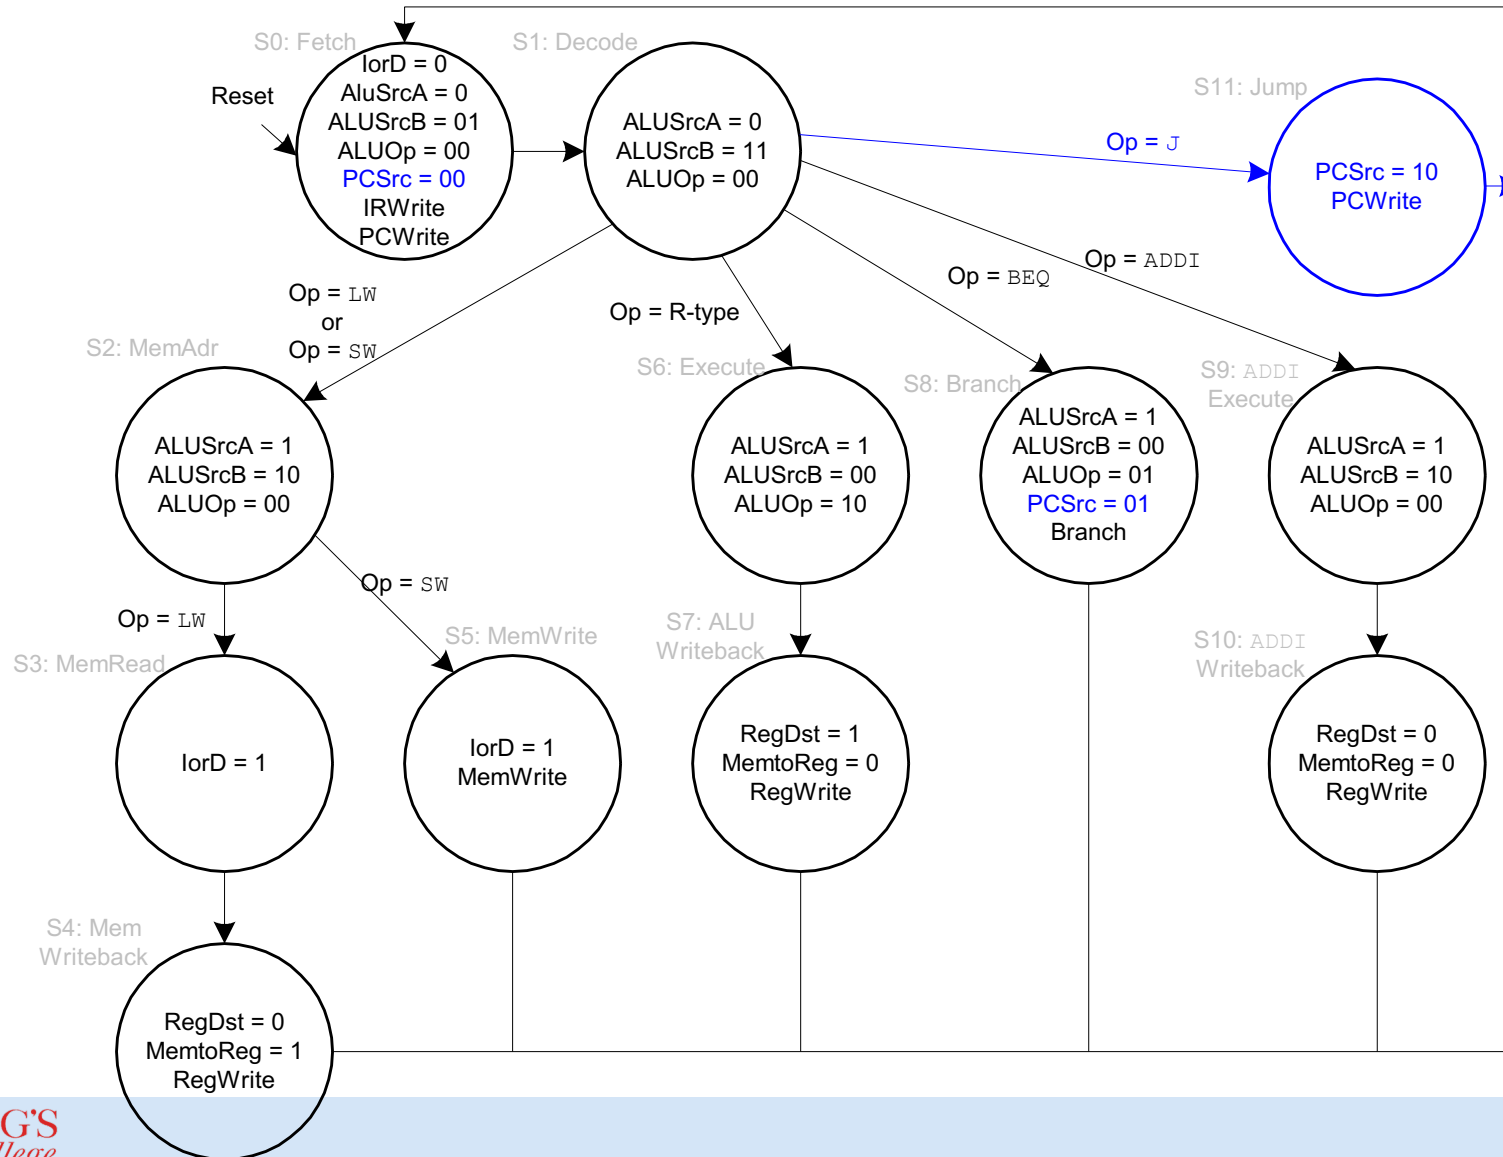 S0: Fetch
IorD = 0
AluSrcA = 0
ALUSrcB = 01
ALUOp = 00
PCSrc = 00
IRWrite
PCWrite
Reset
S1: Decode
ALUSrcA = 0
ALUSrcB = 11
ALUOp = 00
S11: Jump
Op = J
PCSrc = 10
PCWrite
Op = LW
or
Op = SW
Op = R-type
Op = BEQ
Op = ADDI
S2: MemAdr
ALUSrcA = 1
ALUSrcB = 10
ALUOp = 00
S6: Execute
ALUSrcA = 1
ALUSrcB = 00
ALUOp = 10
S8: Branch
ALUSrcA = 1
ALUSrcB = 00
ALUOp = 01
PCSrc = 01
Branch
S9: ADDI
Execute
ALUSrcA = 1
ALUSrcB = 10
ALUOp = 00
Op = LW
Op = SW
S3: MemRead
IorD = 1
S5: MemWrite
IorD = 1
MemWrite
S7: ALU
Writeback
RegDst = 1
MemtoReg = 0
RegWrite
S10: ADDI
Writeback
RegDst = 0
MemtoReg = 0
RegWrite
S4: Mem
Writeback
RegDst = 0
MemtoReg = 1
RegWrite
G'S
llege